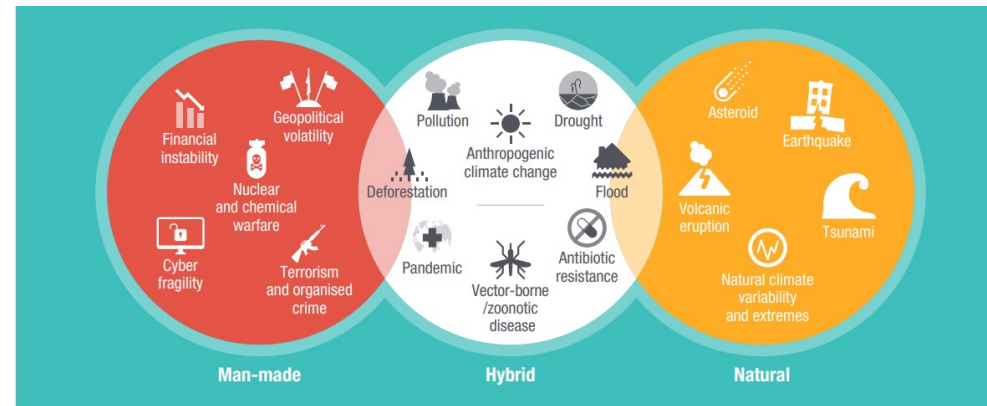 Financial
instability
Geopolitical
volatility
Nuclear
and chemical
warfare
Cyber
fragility
Terrorism
and organised
crime
Deforestation
Pollution
Drought
Anthropogenic
climate change
Flood
Pandemic
Vector-borne
/zoonotic
disease
Antibiotic
resistance
Asteroid
Earthquake
Volcanic
eruption
Tsunami
Natural climate
variability
and extremes
Man-made
Hybrid
Natural